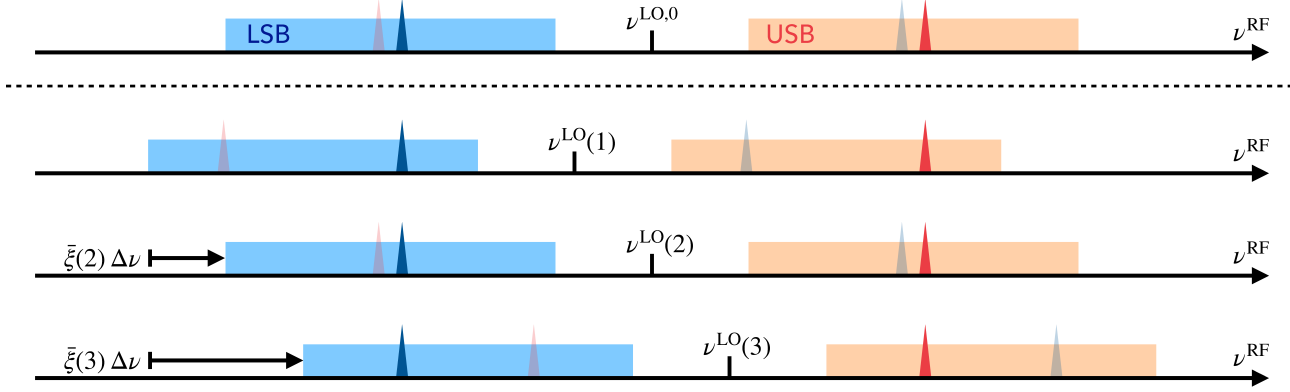 LSB ν^LO,0 USB ν^RF
ν^LO(1) ν^RF
ξ̄(2) Δν ν^LO(2) ν^RF
ξ̄(3) Δν ν^LO(3) ν^RF